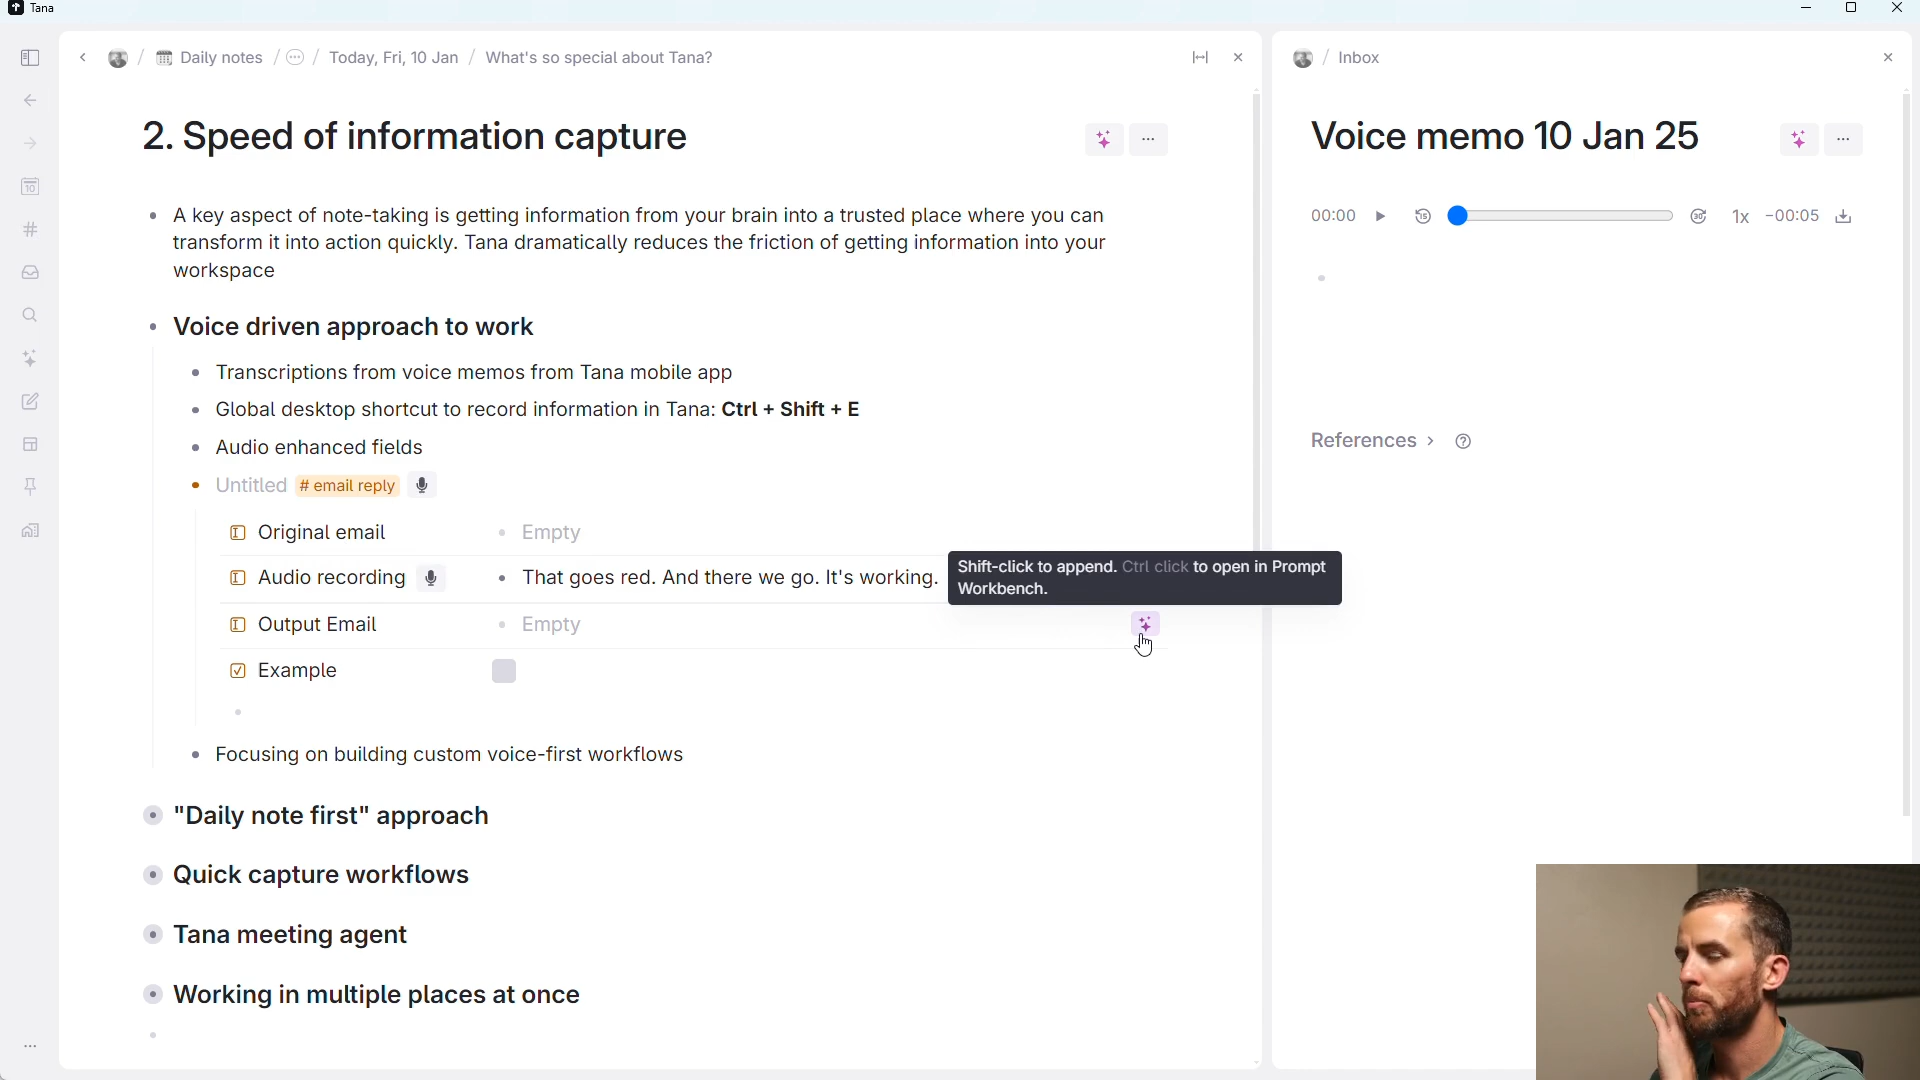 Tana
/ Daily notes / / Today, Fri, 10 Jan / What's so special about Tana?
2. Speed of information capture
A key aspect of note-taking is getting information from your brain into a trusted place where you can
transform it into action quickly. Tana dramatically reduces the friction of getting information into your
workspace
Voice driven approach to work
Transcriptions from voice memos from Tana mobile app
Global desktop shortcut to record information in Tana: Ctrl + Shift + E
Audio enhanced fields
Untitled # email reply
Original email Empty
Audio recording That goes red. And there we go. It's working.
Shift-click to append. Ctrl click to open in Prompt
Workbench.
Output Email Empty
Example
Focusing on building custom voice-first workflows
"Daily note first" approach
Quick capture workflows
Tana meeting agent
Working in multiple places at once
/ Inbox
Voice memo 10 Jan 25
00:00 15 30 1x -00:05
References
10